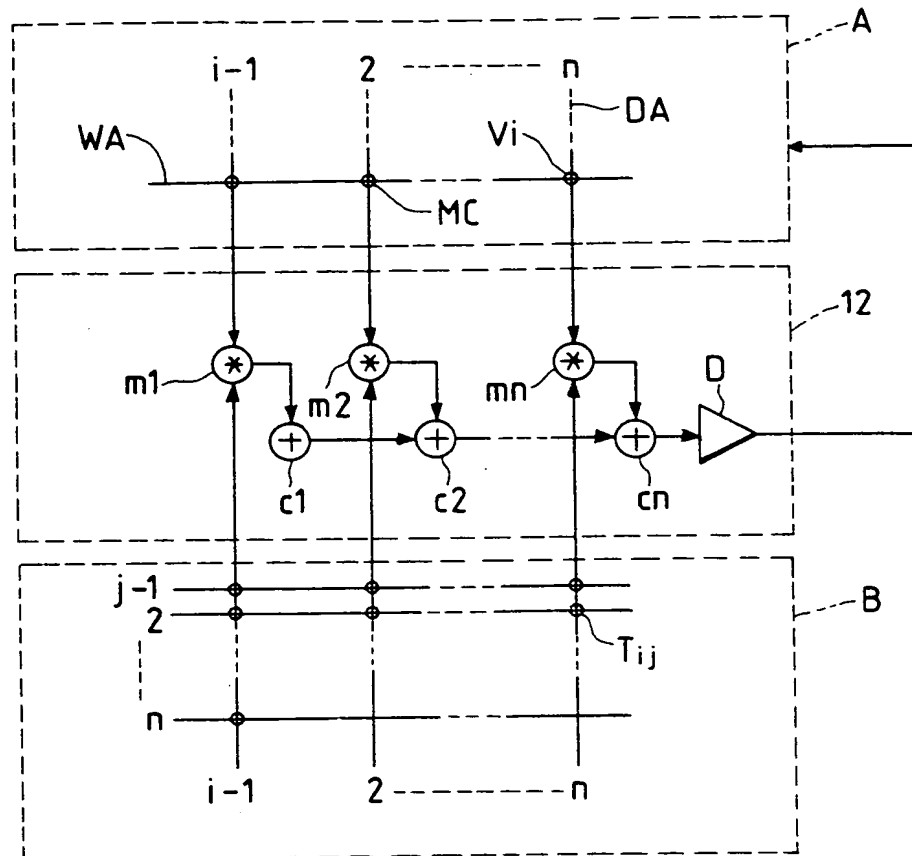 A
i-1 2 n
DA
WA
Vi
MC
12
* * *
m1 m2 mn D
+ + +
c1 c2 cn
j-1
2
B
Tij
n
i-1 2 n